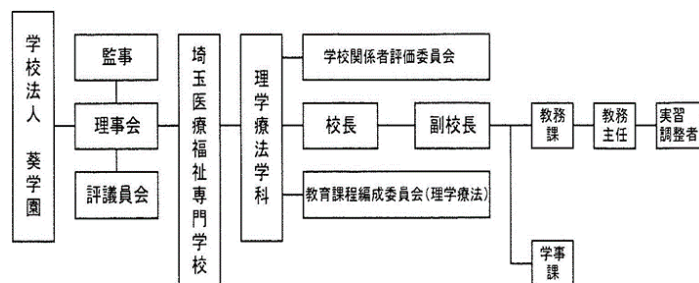 学校法人 葵学園
監事
理事会
評議員会
埼玉医療福祉専門学校
理学療法学科
学校関係者評価委員会
校長
副校長
教育課程編成委員会(理学療法)
教務
課
教務
主任
実習
調整者
学事
課